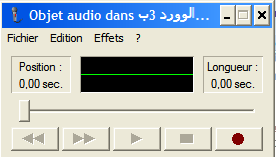 Objet audio dans الوورد 3ب...
Fichier Edition Effets ?
Position : Longueur :
0,00 sec. 0,00 sec.